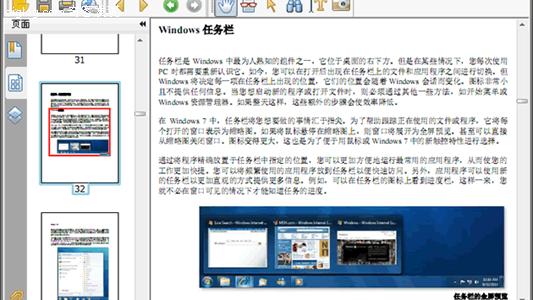 页面
31
32
Windows 任务栏
任务栏是 Windows 中最为人熟知的组件之一，它位于桌面的右下方。但是在某些情况下，您每次使用
PC 时都需要重新认识它。如今，您可以在打开后出现在任务栏上的文件和应用程序之间进行切换，但
Windows 将决定每一项在任务栏上出现的位置，它们的位置会随着 Windows 会话而变化。图标非常小
且不提供任何信息。当您想启动新的程序或打开文件时，则必须通过其他一些方法，如开始菜单或
Windows 资源管理器。如果整天这样，这些额外的步骤会使效率降低。
在 Windows 7 中，任务栏将您想要做的事情汇于指尖。为了帮助跟踪正在使用的文件或程序，它将每
个打开的窗口表示为缩略图。如果将鼠标悬停在缩略图上，则窗口将展开为全屏预览。甚至可以直接
从缩略图关闭窗口。图标变得更大，这也是为了便于用鼠标或 Windows 7 中的新触控特性进行选择。
通过将程序精确放置于任务栏中指定的位置，您可以更加方便地运行最常用的应用程序，从而使您的
工作更加快捷。您可以将频繁使用的应用程序放到任务栏以便快速访问。另外，应用程序可以使用新
的任务栏以更加直观的方式提供更多信息。例如，可以在任务栏的图标上看到进度栏，这样一来，您
就不必在窗口可见的情况下才能知道任务的进度。
任务栏的全屏预览